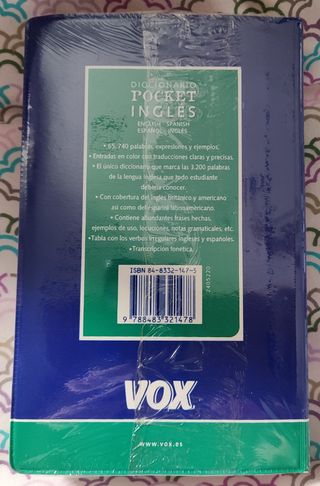 DICCIONARIO
POCKET
INGLÉS
ENGLISH - SPANISH
ESPAÑOL - INGLÉS
• 65.740 palabras, expresiones y ejemplos.
• Entradas en color con traducciones claras y precisas.
• El único diccionario que marca las 3.200 palabras
de la lengua inglesa que todo estudiante
debería conocer.
• Con cobertura del inglés británico y americano
así como del español latinoamericano.
• Contiene abundantes frases hechas,
ejemplos de uso, locuciones, notas gramaticales, etc.
• Tabla con los verbos irregulares ingleses y españoles.
• Transcripción fonética.
ISBN 84-8332-147-5
9 788483 321478
2405220
VOX
www.vox.es